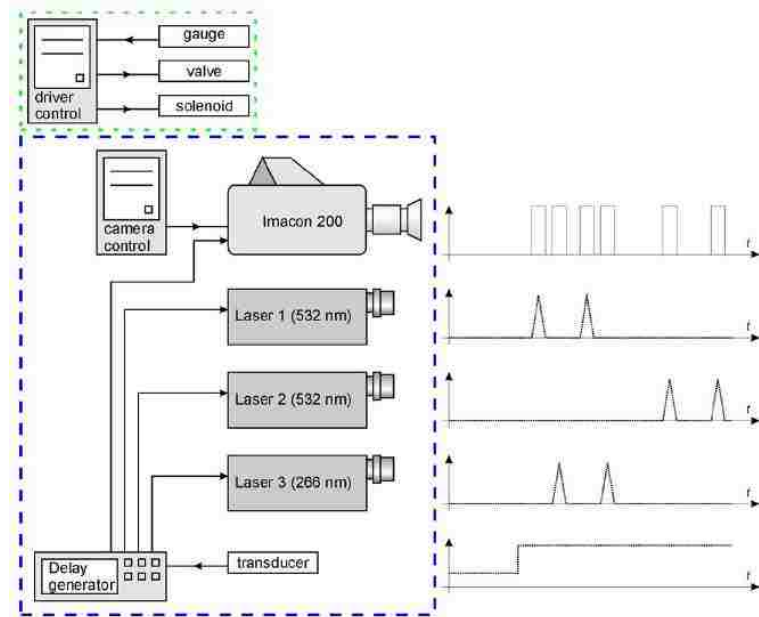 gauge
valve
solenoid
driver
control
camera
control
Imacon 200
Laser 1 (532 nm)
Laser 2 (532 nm)
Laser 3 (266 nm)
Delay
generator
transducer
t
t
t
t
t